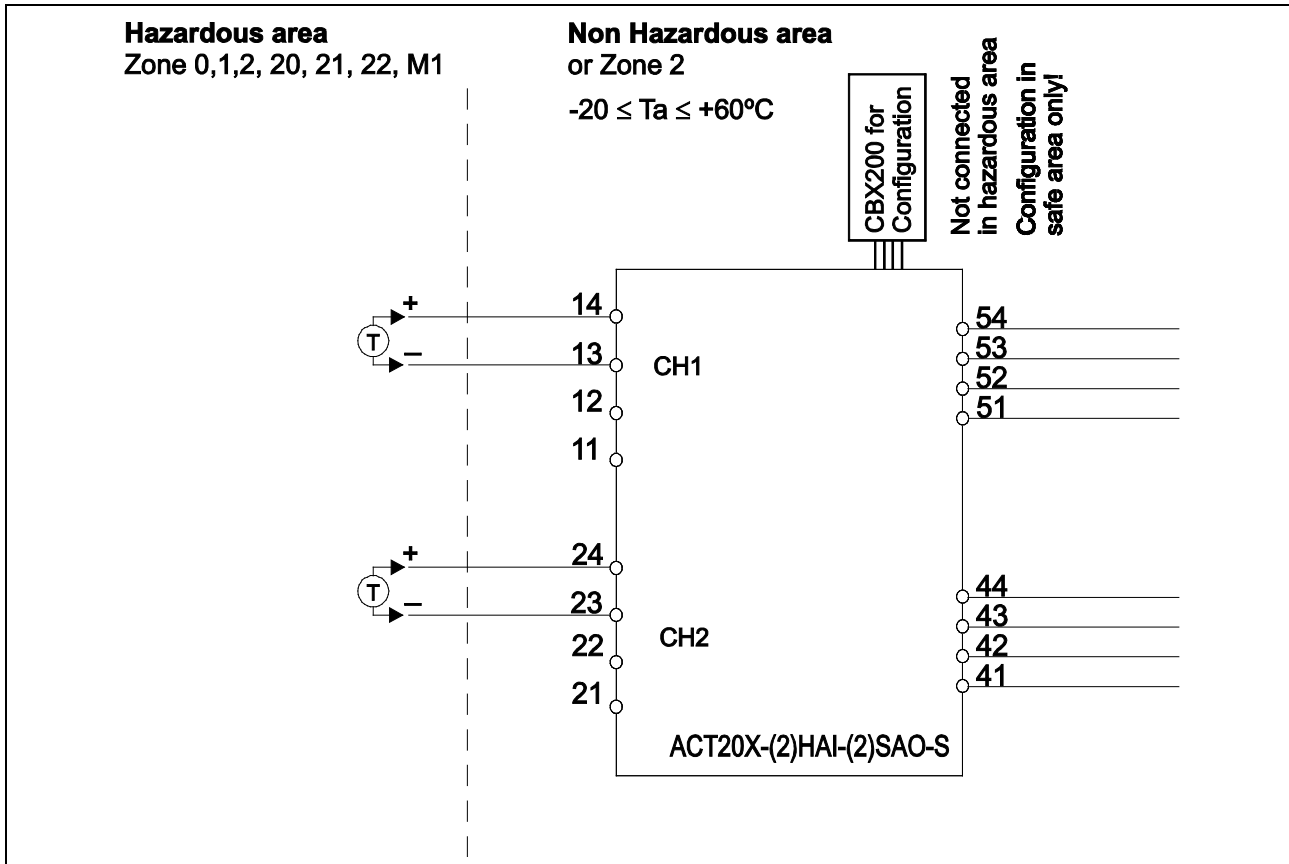 Hazardous area
Zone 0,1,2, 20, 21, 22, M1
Non Hazardous area
or Zone 2
-20 ≤ Ta ≤ +60ºC
CBX200 for
Configuration
Not connected
in hazardous area
Configuration in
safe area only!
+
T
–
14
13
12
11
CH1
54
53
52
51
+
T
–
24
23
22
21
CH2
44
43
42
41
ACT20X-(2)HAI-(2)SAO-S